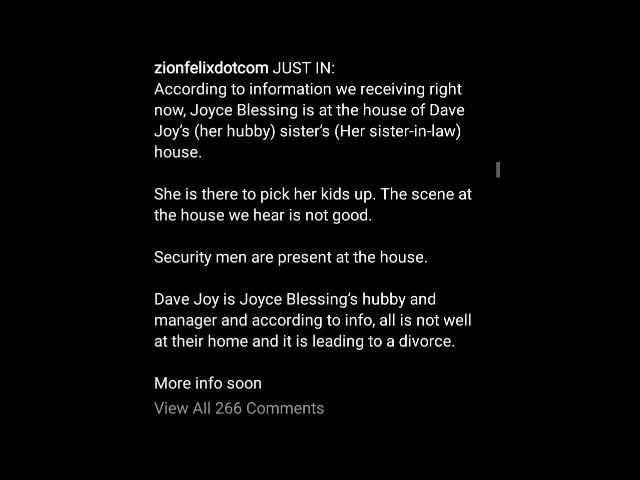 zionfelixdotcom JUST IN:
According to information we receiving right
now, Joyce Blessing is at the house of Dave
Joy's (her hubby) sister's (Her sister-in-law)
house.
She is there to pick her kids up. The scene at
the house we hear is not good.
Security men are present at the house.
Dave Joy is Joyce Blessing's hubby and
manager and according to info, all is not well
at their home and it is leading to a divorce.
More info soon
View All 266 Comments